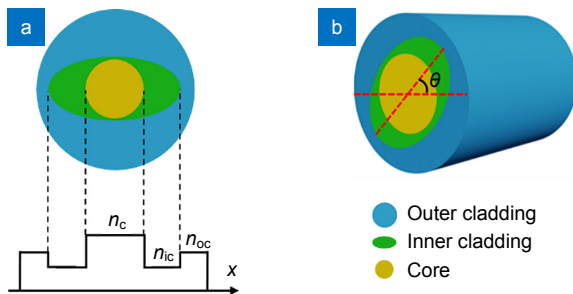 a
n_c
n_ic
n_oc
x
b
θ
Outer cladding
Inner cladding
Core